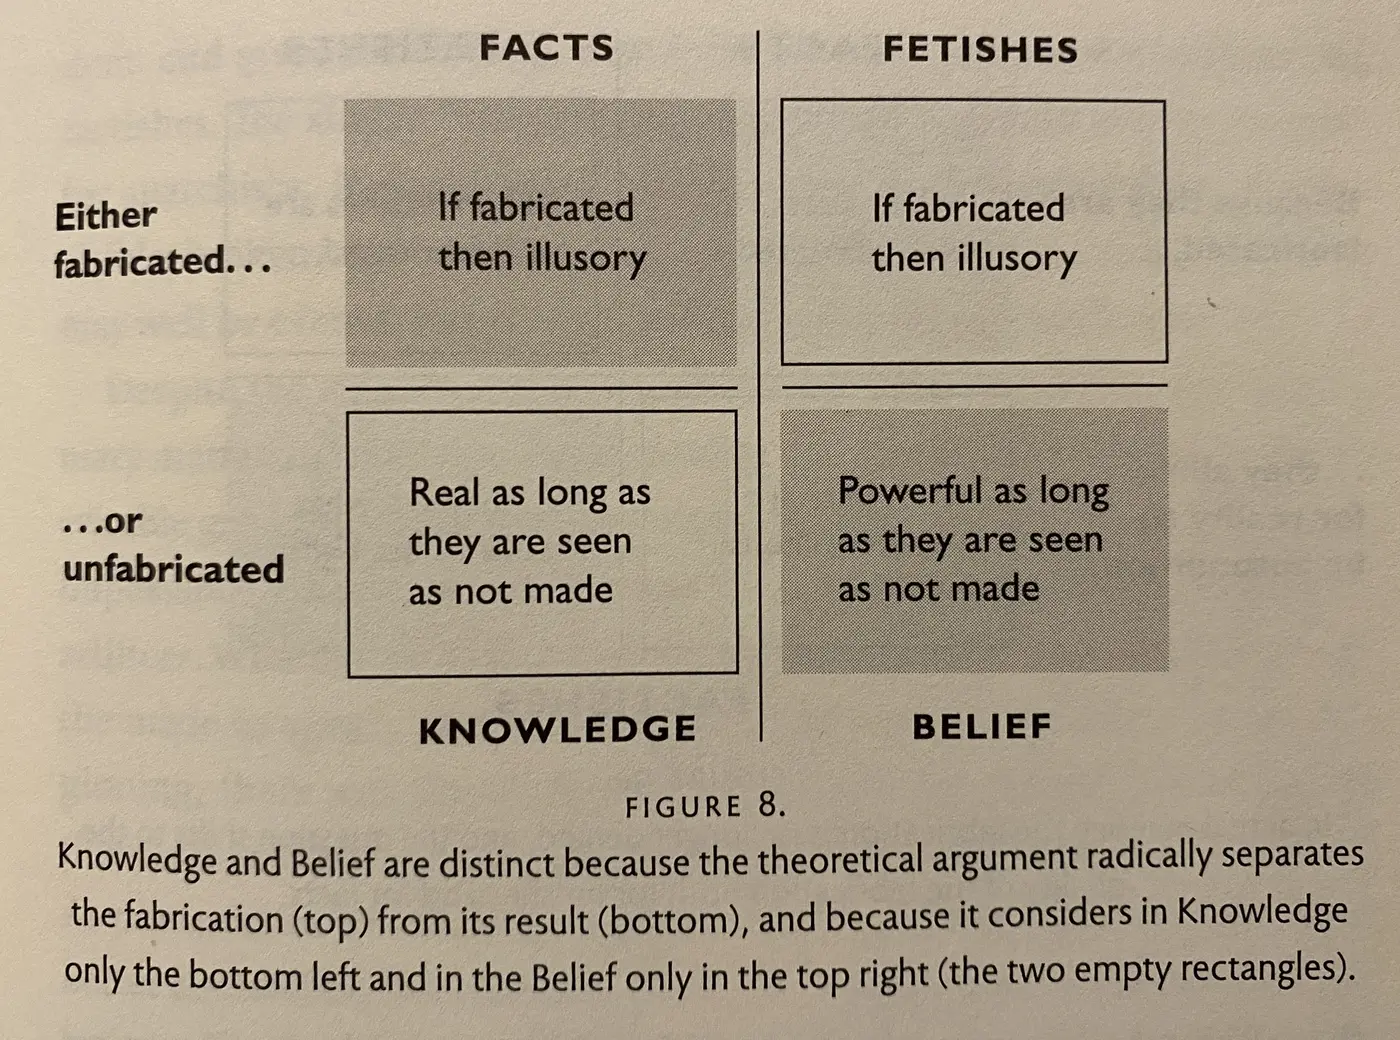 FACTS
FETISHES
Either
fabricated...
If fabricated
then illusory
If fabricated
then illusory
...or
unfabricated
Real as long as
they are seen
as not made
Powerful as long
as they are seen
as not made
KNOWLEDGE
BELIEF
FIGURE 8.
Knowledge and Belief are distinct because the theoretical argument radically separates
the fabrication (top) from its result (bottom), and because it considers in Knowledge
only the bottom left and in the Belief only in the top right (the two empty rectangles).